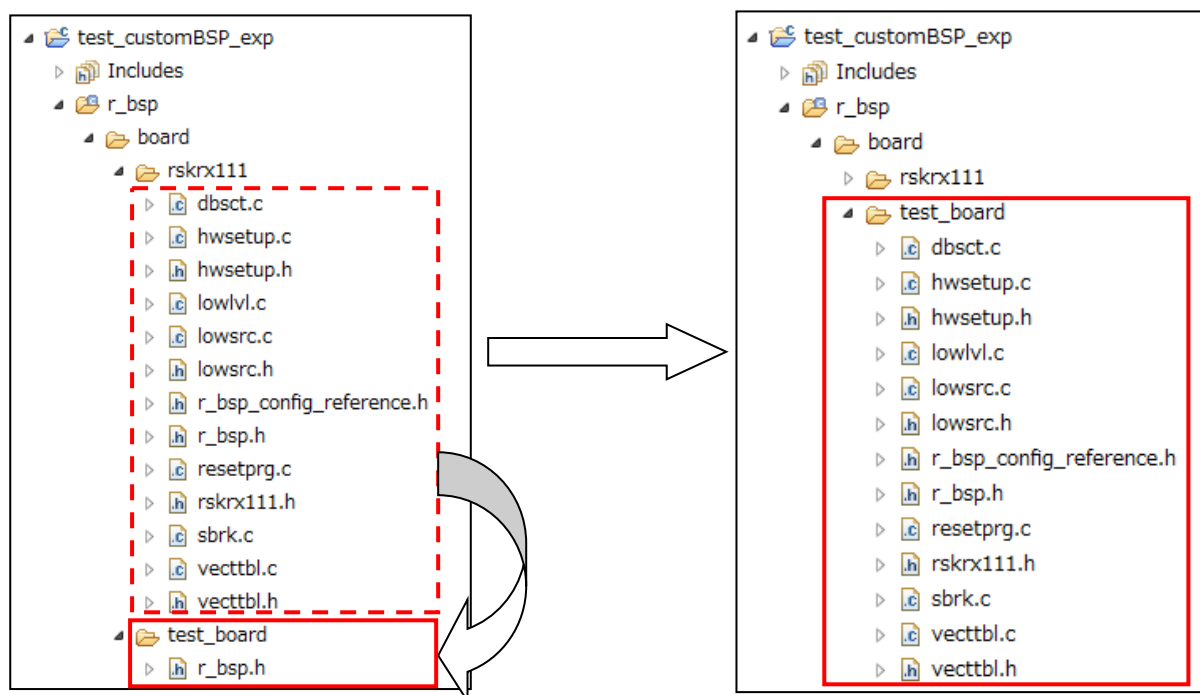 test_customBSP_exp
Includes
r_bsp
board
rskrx111
dbsct.c
hwsetup.c
hwsetup.h
lowlvl.c
lowsrc.c
lowsrc.h
r_bsp_config_reference.h
r_bsp.h
resetprg.c
rskrx111.h
sbrk.c
vecttbl.c
vecttbl.h
test_board
r_bsp.h
test_customBSP_exp
Includes
r_bsp
board
rskrx111
test_board
dbsct.c
hwsetup.c
hwsetup.h
lowlvl.c
lowsrc.c
lowsrc.h
r_bsp_config_reference.h
r_bsp.h
resetprg.c
rskrx111.h
sbrk.c
vecttbl.c
vecttbl.h